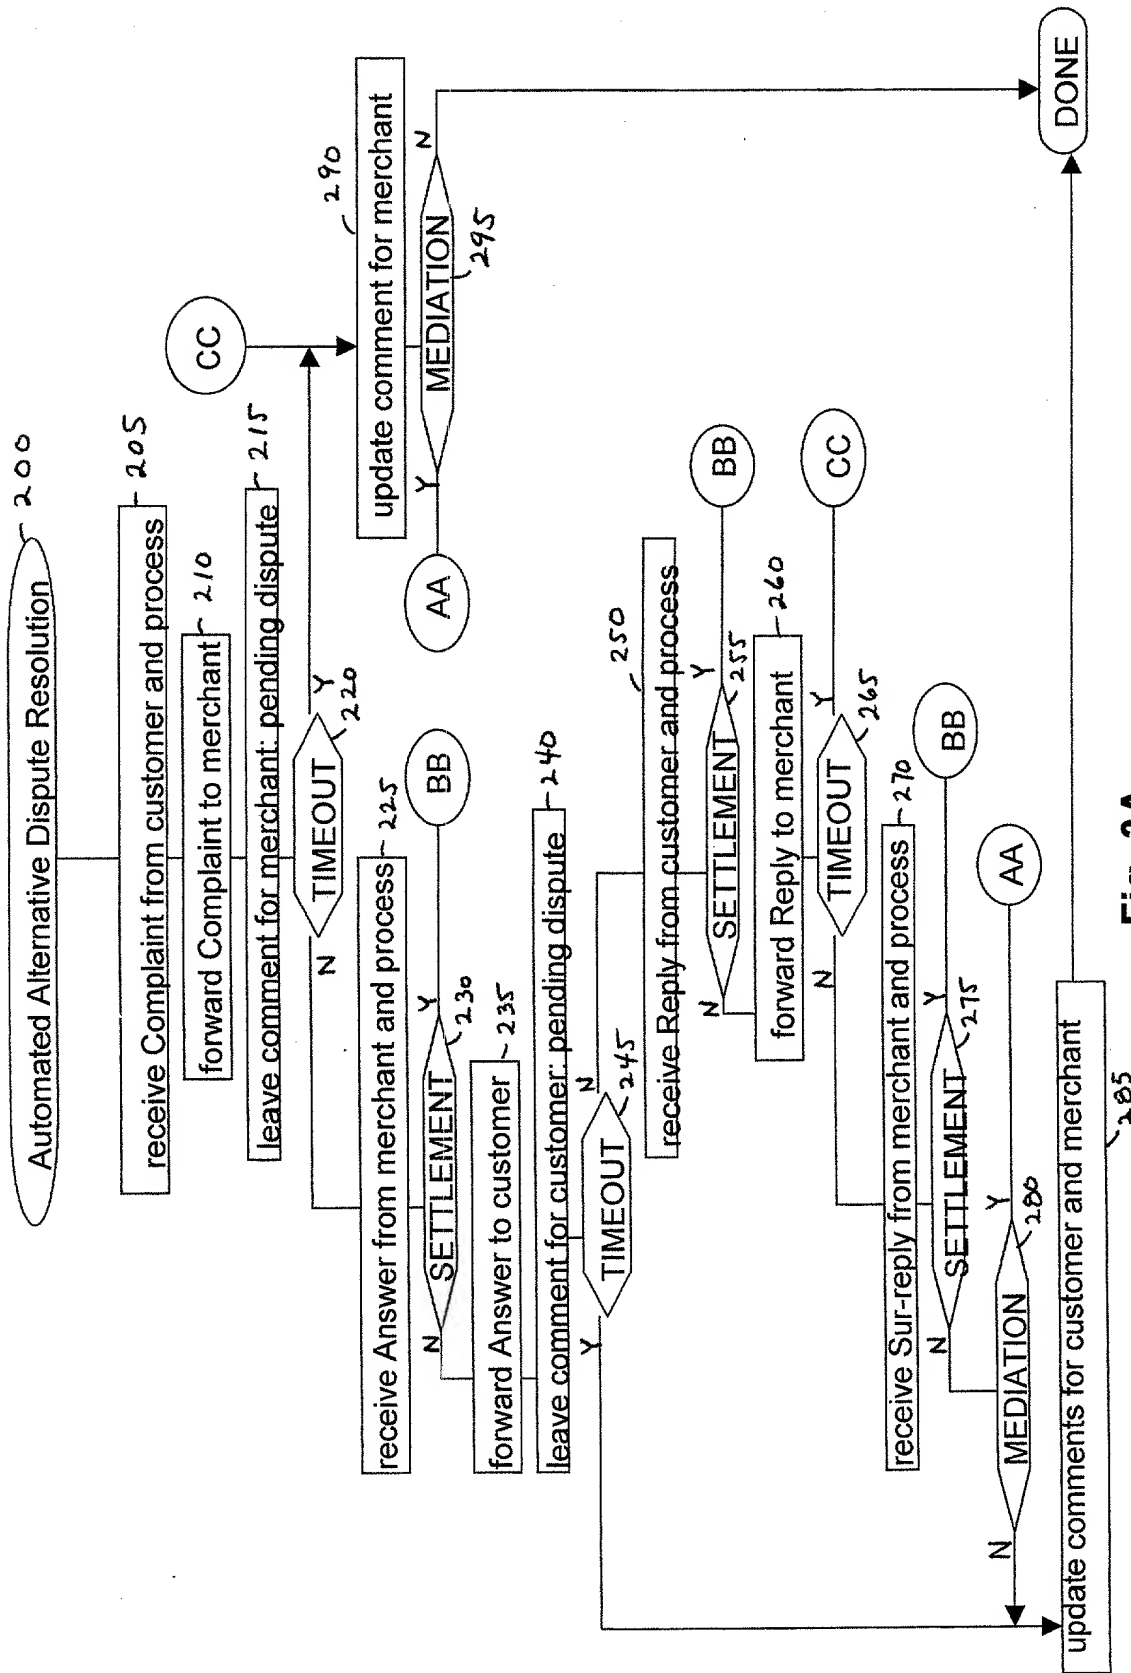 Automated Alternative Dispute Resolution
200
receive Complaint from customer and process
205
forward Complaint to merchant
210
leave comment for merchant: pending dispute
215
TIMEOUT
220
N
Y
CC
update comment for merchant
290
MEDIATION
295
Y
N
AA
receive Answer from merchant and process
225
SETTLEMENT
230
N
Y
BB
forward Answer to customer
235
leave comment for customer: pending dispute
240
TIMEOUT
245
Y
N
receive Reply from customer and process
250
SETTLEMENT
255
N
Y
BB
forward Reply to merchant
260
TIMEOUT
265
N
Y
CC
receive Sur-reply from merchant and process
270
SETTLEMENT
275
N
Y
BB
MEDIATION
280
N
Y
AA
update comments for customer and merchant
285
DONE